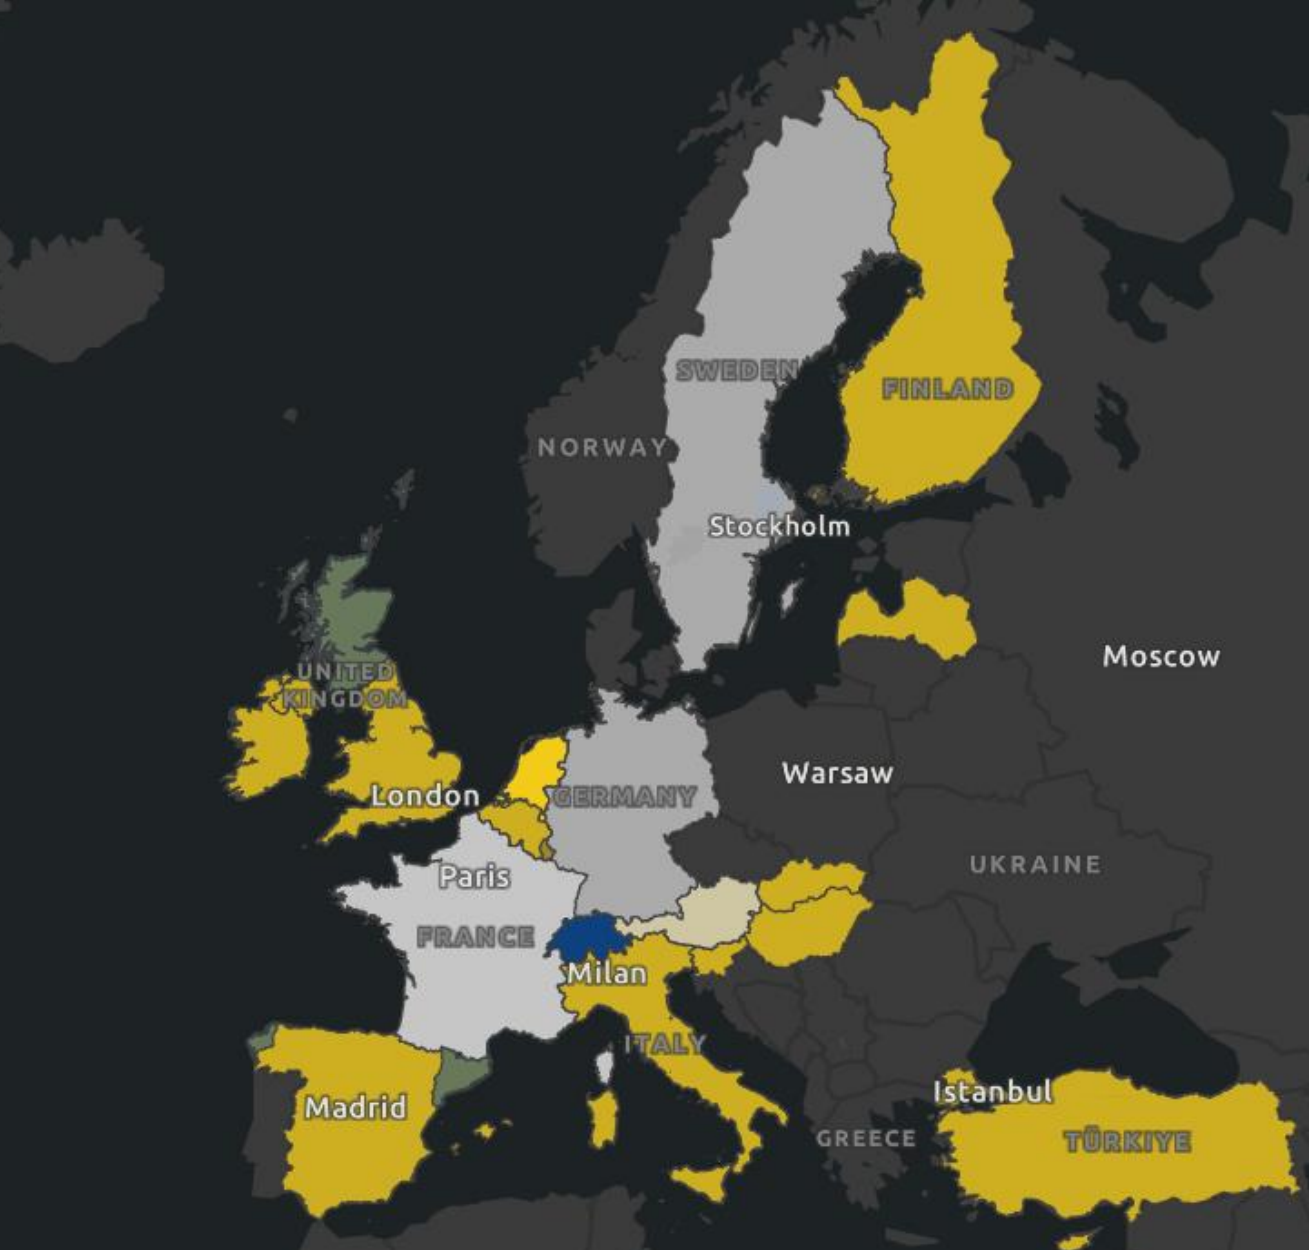 SWEDEN
FINLAND
NORWAY
Stockholm
Moscow
UNITED
KINGDOM
Warsaw
London
GERMANY
UKRAINE
Paris
FRANCE
Milan
ITALY
Istanbul
Madrid
GREECE
TÜRKIYE